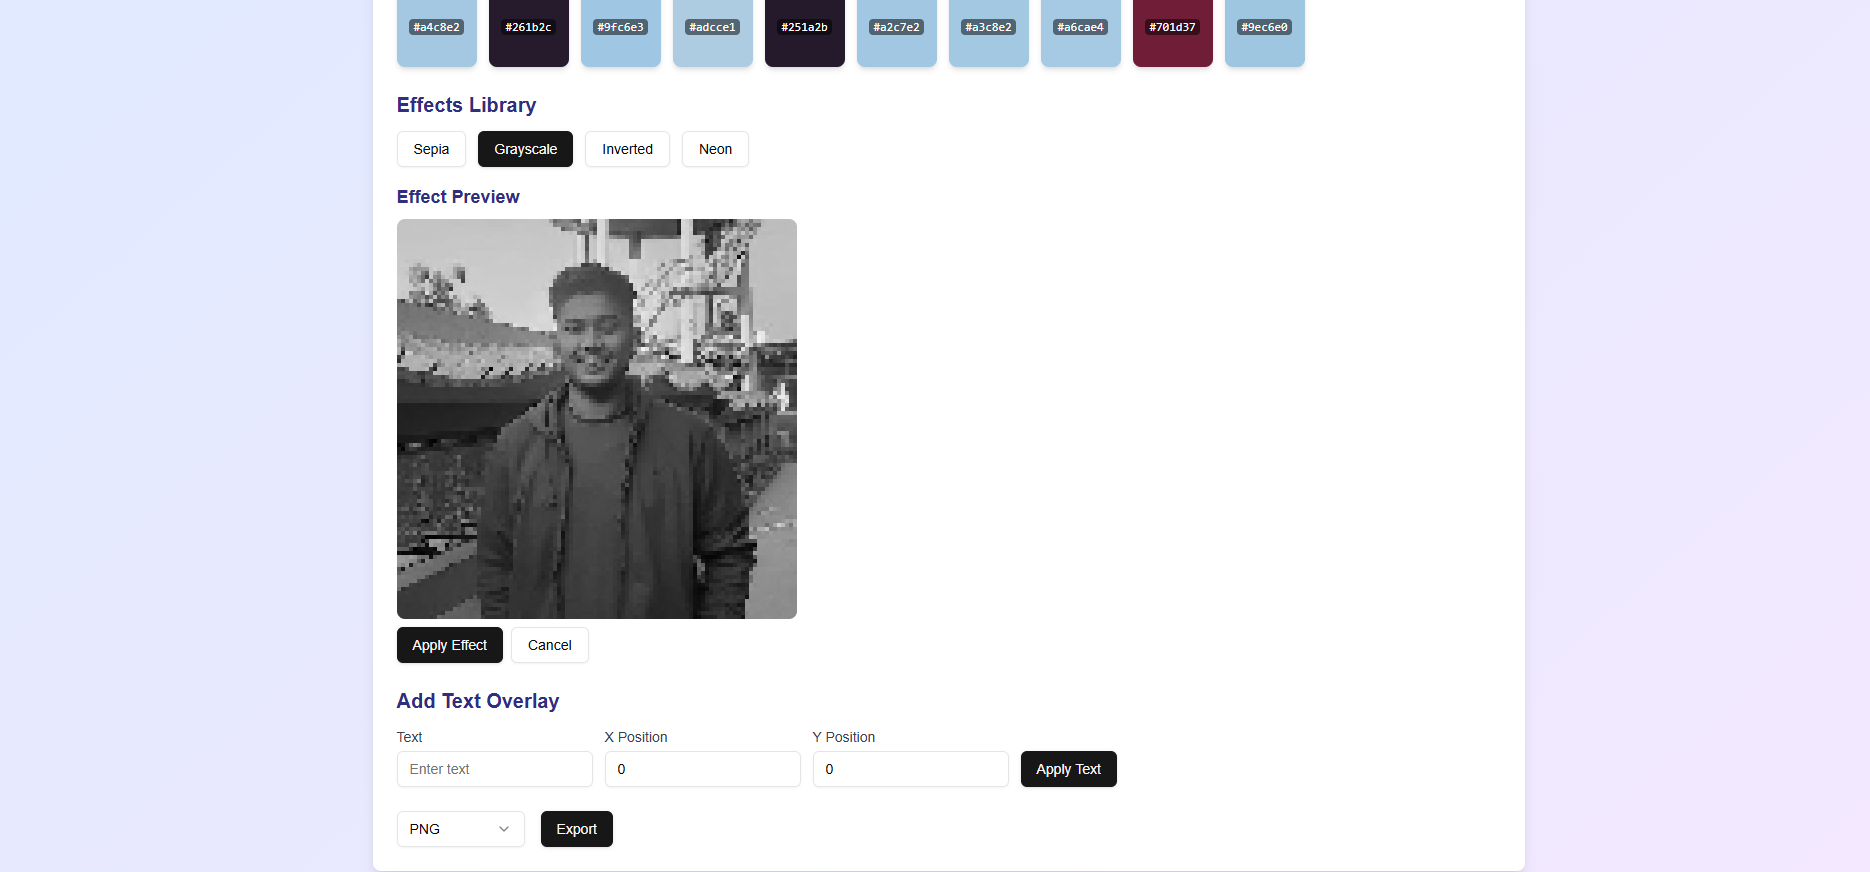 #a4c8e2 #261b2c #9fc6e3 #adcce1 #251a2b #a2c7e2 #a3c8e2 #a6cae4 #701d37 #9ec6e0
Effects Library
Sepia Grayscale Inverted Neon
Effect Preview
Apply Effect Cancel
Add Text Overlay
Text X Position Y Position
Enter text 0 0 Apply Text
PNG Export